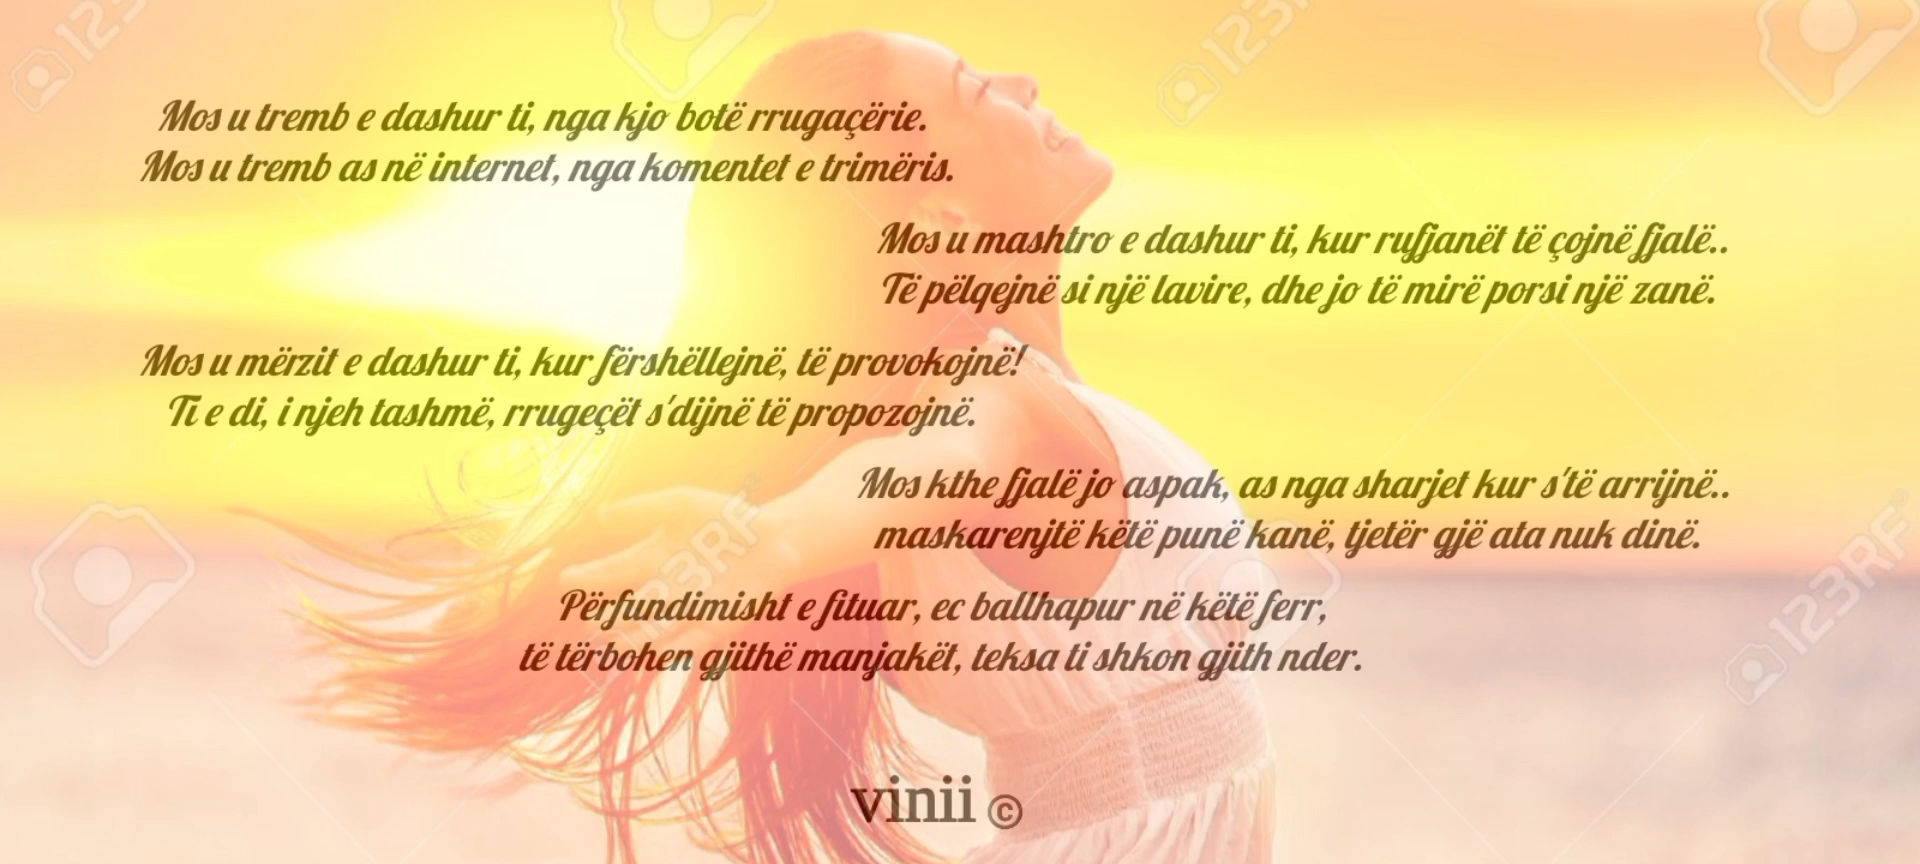 Mos u tremb e dashur ti, nga kjo botë rrugaçërie.
Mos u tremb as në internet, nga komentet e trimëris.
Mos u mashtro e dashur ti, kur rufjanët të çojnë fjalë..
Të pëlqejnë si një lavire, dhe jo të mirë porsi një zanë.
Mos u mërzit e dashur ti, kur fërshëllejnë, të provokojnë!
Ti e di, i njeh tashmë, rrugeçët s'dijnë të propozojnë.
Mos kthe fjalë jo aspak, as nga sharjet kur s'të arrijnë..
maskarenjtë këtë punë kanë, tjetër gjë ata nuk dinë.
Përfundimisht e fituar, ec ballhapur në këtë ferr,
të tërbohen gjithë manjakët, teksa ti shkon gjith nder.
vinii ©
123RF
123RF
123RF
123RF